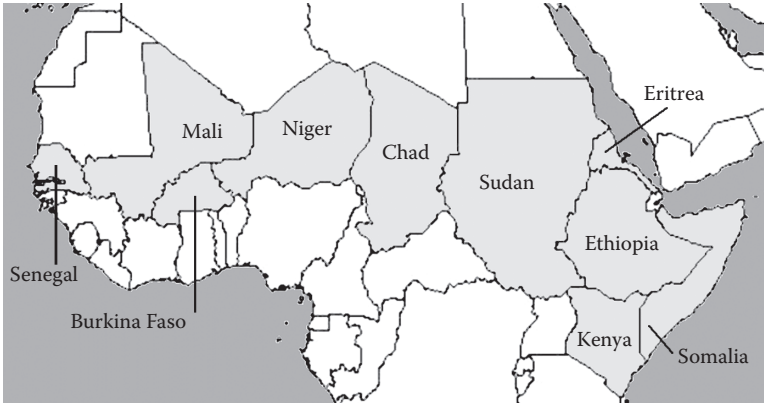 Eritrea
Mali
Niger
Chad
Sudan
Ethiopia
Senegal
Burkina Faso
Kenya
Somalia